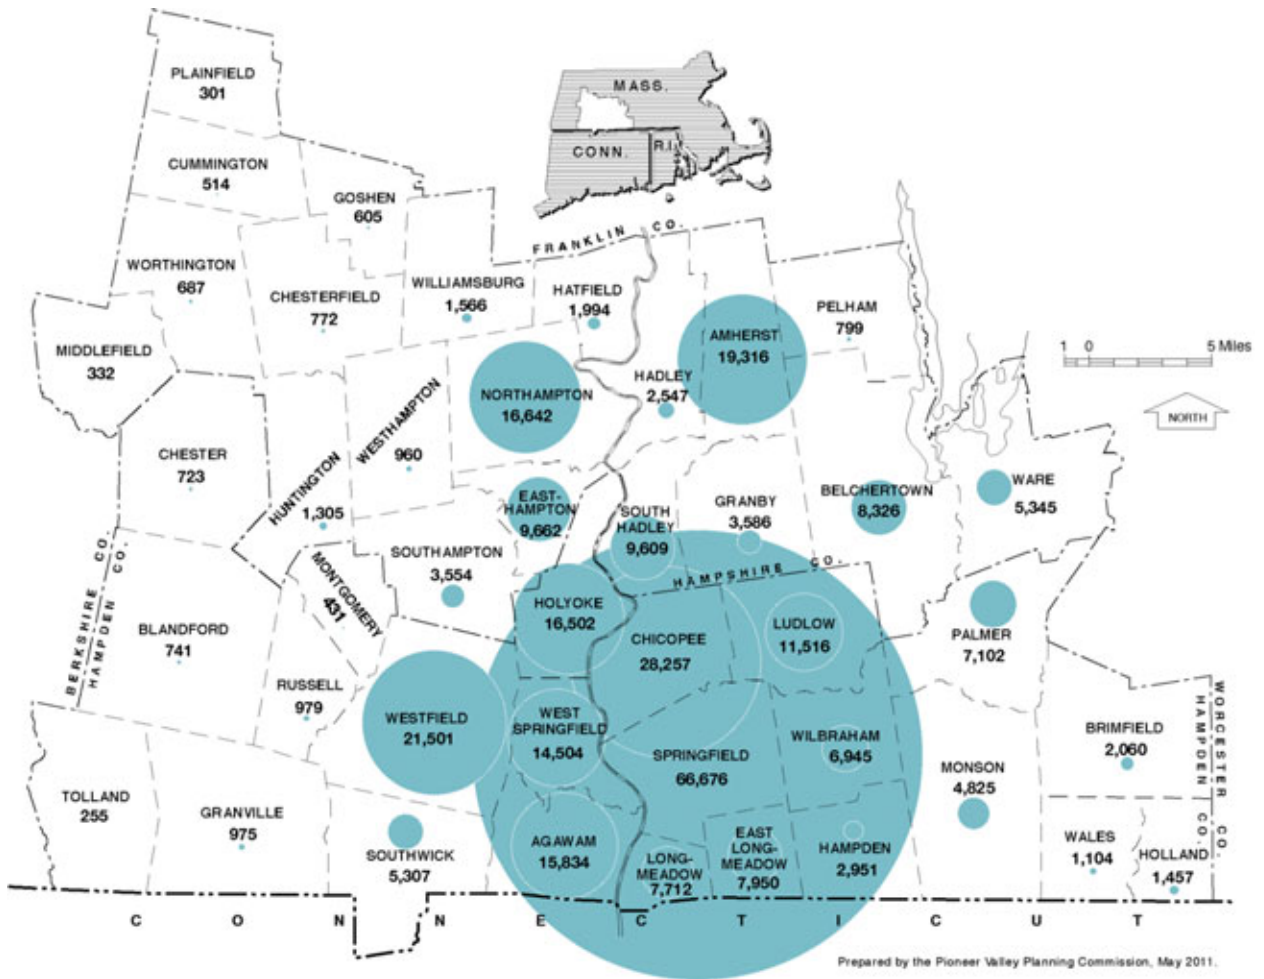 PLAINFIELD
301
MASS.
CONN.
R.I.
CUMMINGTON
514
GOSHEN
605
FRANKLIN CO.
WORTHINGTON
687
CHESTERFIELD
772
WILLIAMSBURG
1,566
HATFIELD
1,994
AMHERST
19,316
PELHAM
799
MIDDLEFIELD
332
1 0 5 Miles
NORTH
NORTHAMPTON
16,642
HADLEY
2,547
WESTHAMPTON
960
CHESTER
723
HUNTINGTON
1,305
EAST-
HAMPTON
9,662
SOUTH
HADLEY
9,609
GRANBY
3,586
BELCHERTOWN
8,326
WARE
5,345
SOUTHAMPTON
3,554
MONTGOMERY
431
HAMPSHIRE CO.
BERKSHIRE CO.
HAMPDEN CO.
BLANDFORD
741
HOLYOKE
16,502
CHICOPEE
28,257
LUDLOW
11,516
PALMER
7,102
RUSSELL
979
WESTFIELD
21,501
WEST
SPRINGFIELD
14,504
SPRINGFIELD
66,676
WILBRAHAM
6,945
MONSON
4,825
BRIMFIELD
2,060
HAMPDEN CO.
WORCESTER CO.
TOLLAND
255
GRANVILLE
975
SOUTHWICK
5,307
AGAWAM
15,834
LONG-
MEADOW
7,712
EAST
LONG-
MEADOW
7,950
HAMPDEN
2,951
WALES
1,104
HOLLAND
1,457
C O N N E C T I C U T
Prepared by the Pioneer Valley Planning Commission, May 2011.